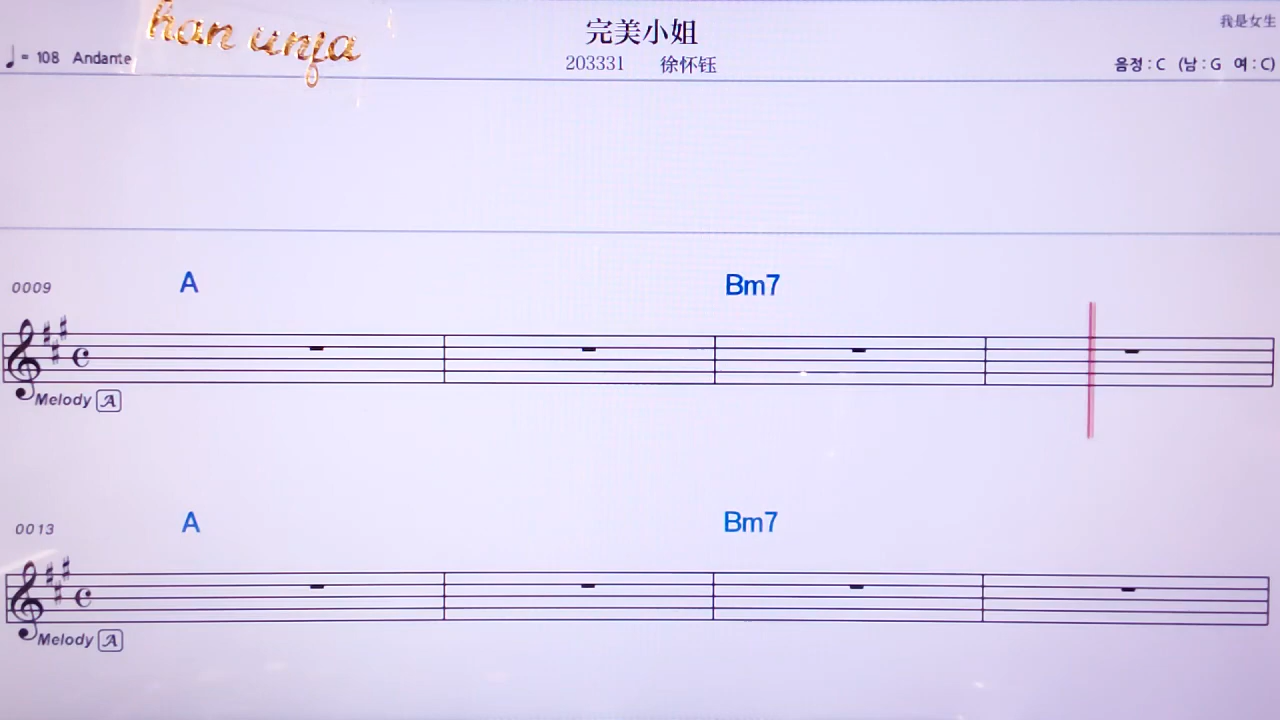 han unja
完美小姐
我是女生
♩= 108 Andante
203331 徐怀钰
음정 : C (남 : G 여 : C)
A Bm7
0009
Melody A
A Bm7
0013
Melody A